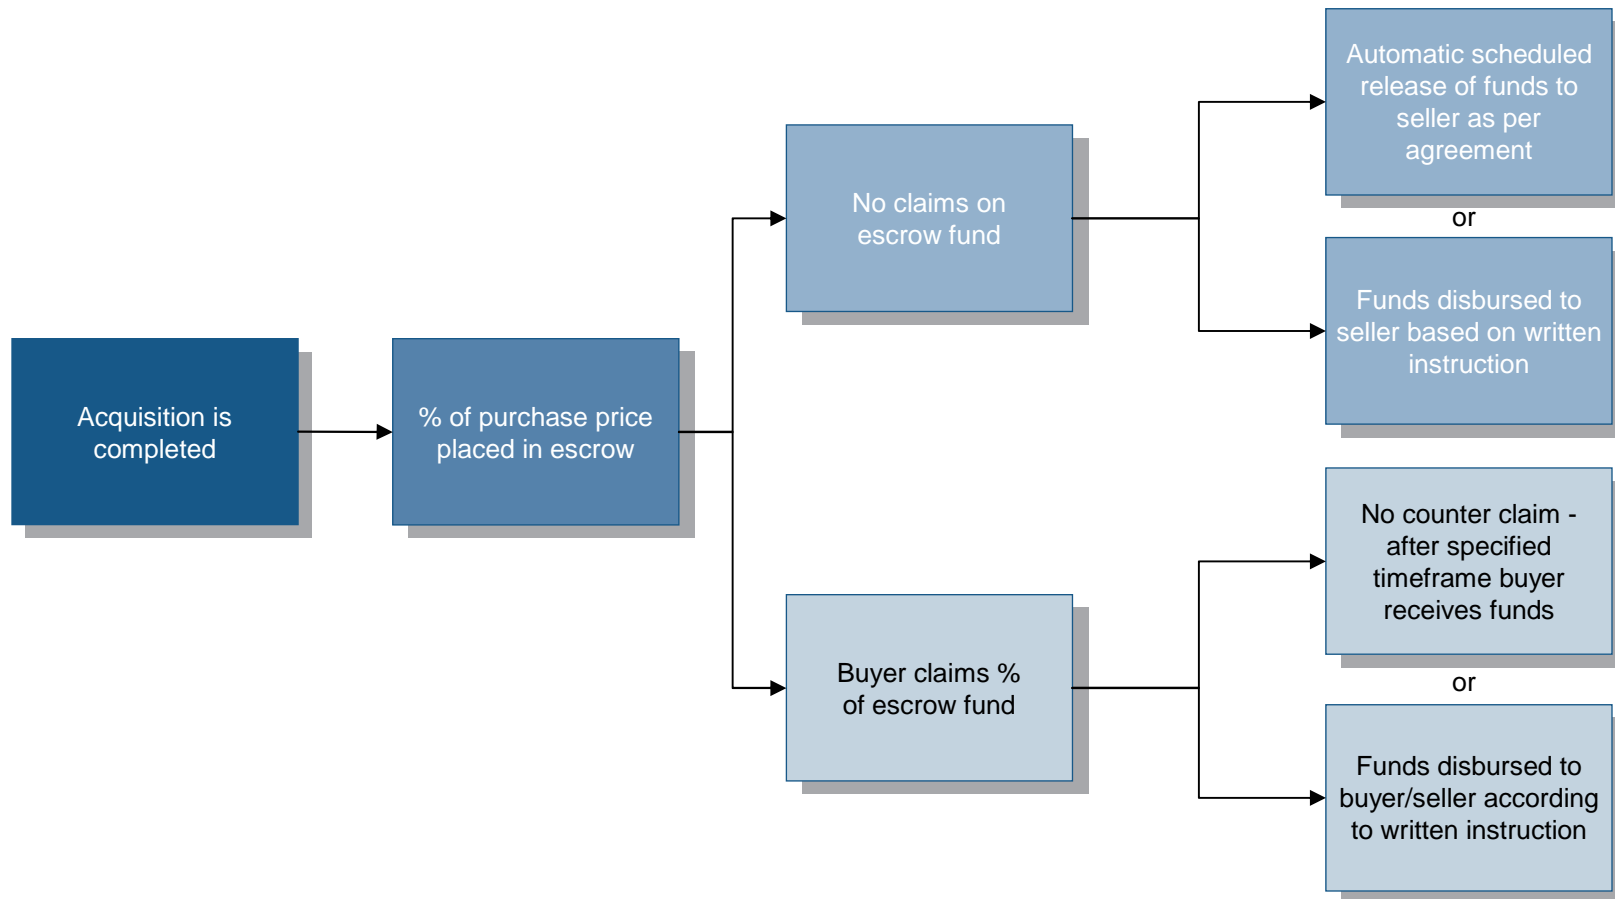 Acquisition is
completed
% of purchase price
placed in escrow
No claims on
escrow fund
Automatic scheduled
release of funds to
seller as per
agreement
or
Funds disbursed to
seller based on written
instruction
Buyer claims %
of escrow fund
No counter claim -
after specified
timeframe buyer
receives funds
or
Funds disbursed to
buyer/seller according
to written instruction